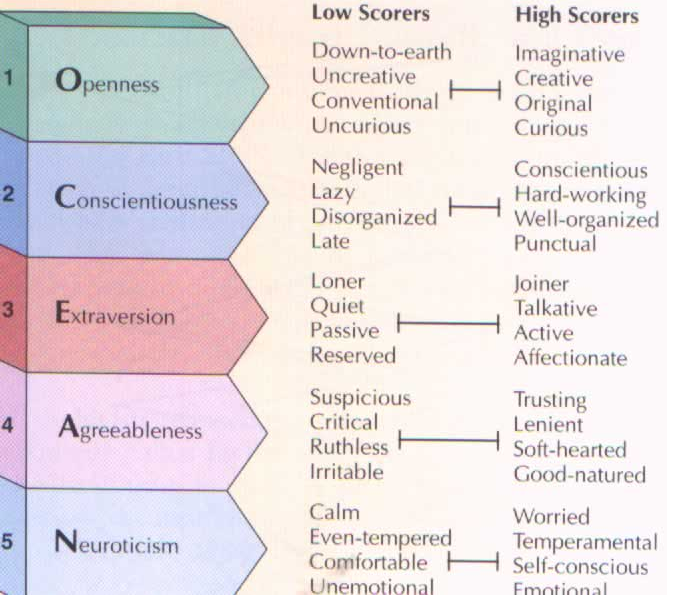 Low Scorers
High Scorers
1
Openness
Down-to-earth
Uncreative
Conventional
Uncurious
Imaginative
Creative
Original
Curious
2
Conscientiousness
Negligent
Lazy
Disorganized
Late
Conscientious
Hard-working
Well-organized
Punctual
3
Extraversion
Loner
Quiet
Passive
Reserved
Joiner
Talkative
Active
Affectionate
4
Agreeableness
Suspicious
Critical
Ruthless
Irritable
Trusting
Lenient
Soft-hearted
Good-natured
5
Neuroticism
Calm
Even-tempered
Comfortable
Unemotional
Worried
Temperamental
Self-conscious
Emotional